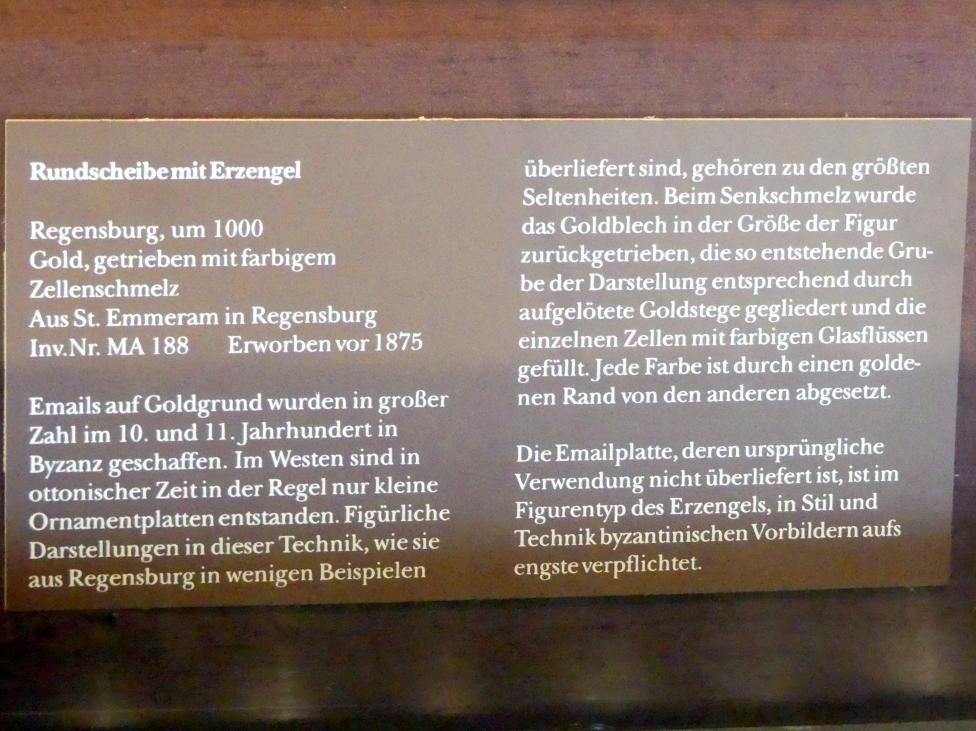 Rundscheibe mit Erzengel
Regensburg, um 1000
Gold, getrieben mit farbigem
Zellenschmelz
Aus St. Emmeram in Regensburg
Inv.Nr. MA 188 Erworben vor 1875
Emails auf Goldgrund wurden in großer
Zahl im 10. und 11. Jahrhundert in
Byzanz geschaffen. Im Westen sind in
ottonischer Zeit in der Regel nur kleine
Ornamentplatten entstanden. Figürliche
Darstellungen in dieser Technik, wie sie
aus Regensburg in wenigen Beispielen
überliefert sind, gehören zu den größten
Seltenheiten. Beim Senkschmelz wurde
das Goldblech in der Größe der Figur
zurückgetrieben, die so entstehende Gru-
be der Darstellung entsprechend durch
aufgelötete Goldstege gegliedert und die
einzelnen Zellen mit farbigen Glasflüssen
gefüllt. Jede Farbe ist durch einen golde-
nen Rand von den anderen abgesetzt.
Die Emailplatte, deren ursprüngliche
Verwendung nicht überliefert ist, ist im
Figurentyp des Erzengels, in Stil und
Technik byzantinischen Vorbildern aufs
engste verpflichtet.